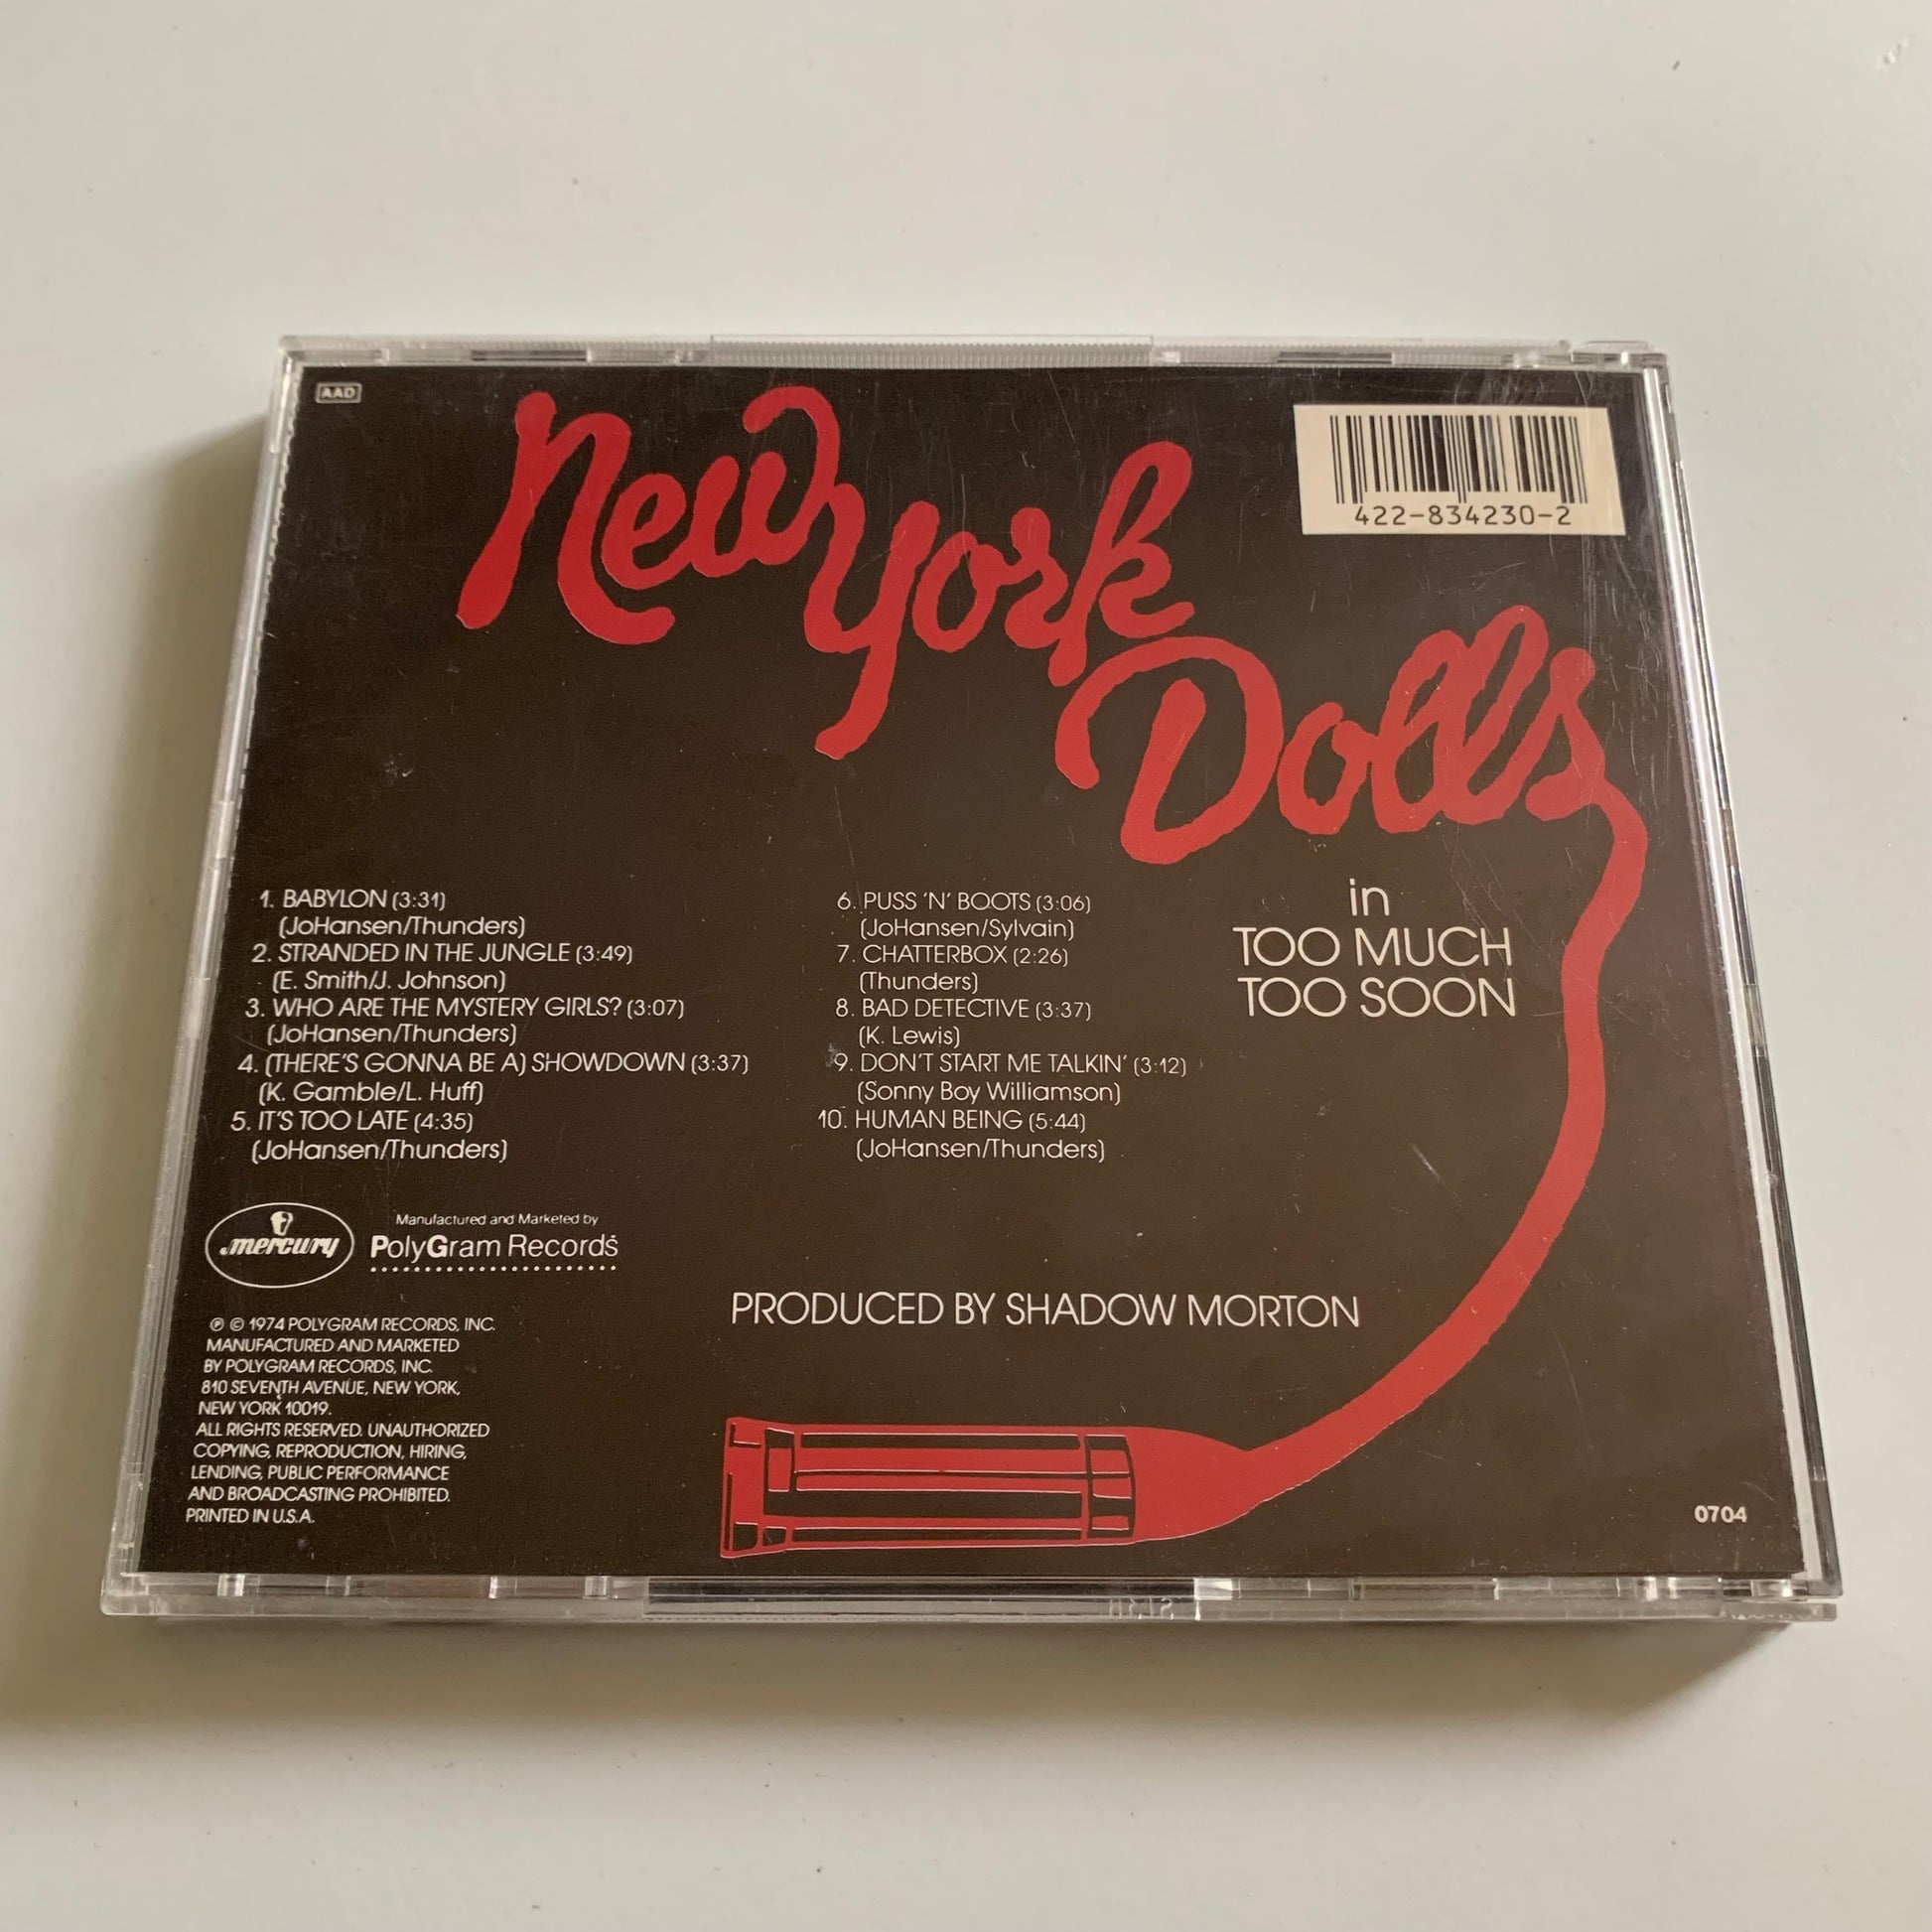 AAD
New York
Dolls
422-834230-2
in
TOO MUCH
TOO SOON
1. BABYLON (3:31)
(JoHansen/Thunders)
2. STRANDED IN THE JUNGLE (3:49)
(E. Smith/J. Johnson)
3. WHO ARE THE MYSTERY GIRLS? (3:07)
(JoHansen/Thunders)
4. (THERE'S GONNA BE A) SHOWDOWN (3:37)
(K. Gamble/L. Huff)
5. IT'S TOO LATE (4:35)
(JoHansen/Thunders)
6. PUSS 'N' BOOTS (3:06)
(JoHansen/Sylvain)
7. CHATTERBOX (2:26)
(Thunders)
8. BAD DETECTIVE (3:37)
(K. Lewis)
9. DON'T START ME TALKIN' (3:12)
(Sonny Boy Williamson)
10. HUMAN BEING (5:44)
(JoHansen/Thunders)
mercury
Manufactured and Marketed by
PolyGram Records
PRODUCED BY SHADOW MORTON
℗ © 1974 POLYGRAM RECORDS, INC.
MANUFACTURED AND MARKETED
BY POLYGRAM RECORDS, INC.
810 SEVENTH AVENUE, NEW YORK,
NEW YORK 10019.
ALL RIGHTS RESERVED. UNAUTHORIZED
COPYING, REPRODUCTION, HIRING,
LENDING, PUBLIC PERFORMANCE
AND BROADCASTING PROHIBITED.
PRINTED IN U.S.A.
0704